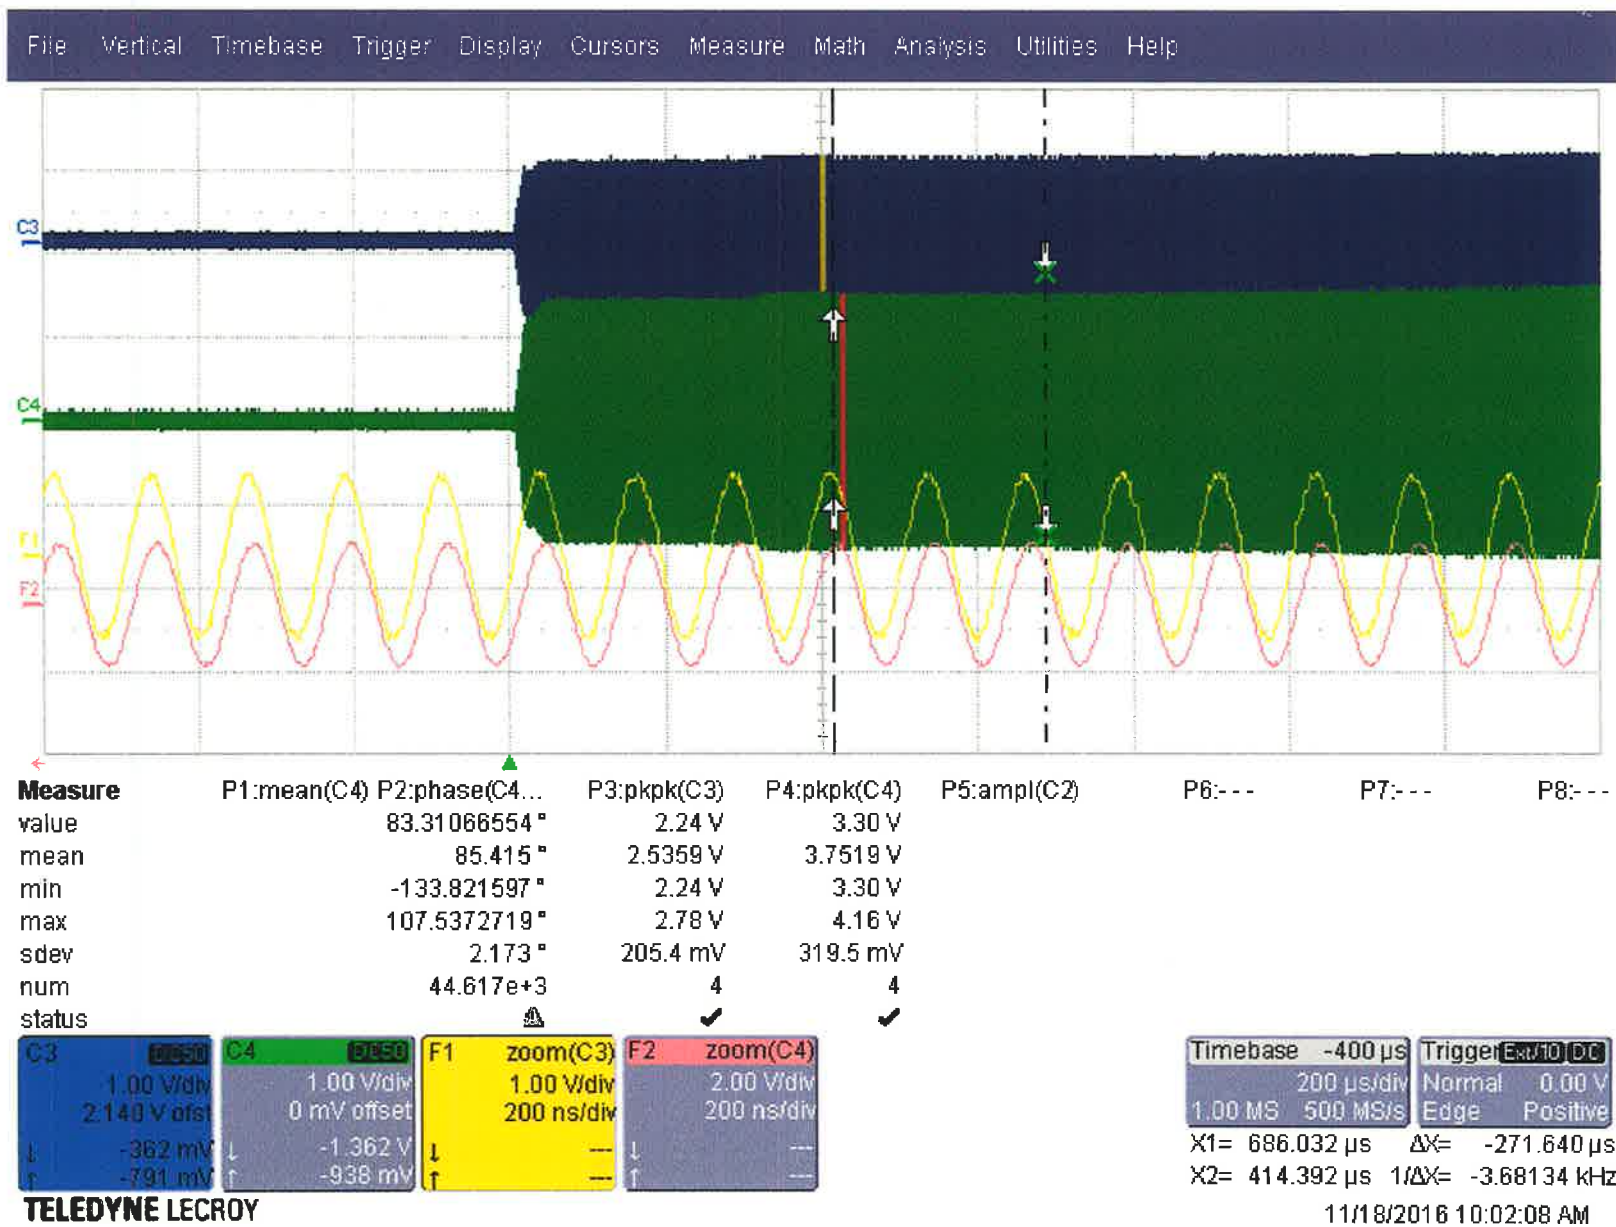 File Vertical Timebase Trigger Display Cursors Measure Math Analysis Utilities Help
C3
C4
F1
F2
Measure P1:mean(C4) P2:phase(C4... P3:pkpk(C3) P4:pkpk(C4) P5:ampl(C2) P6:--- P7:--- P8:---
value 83.31066554 ° 2.24 V 3.30 V
mean 85.415 ° 2.5359 V 3.7519 V
min -133.821597 ° 2.24 V 3.30 V
max 107.5372719 ° 2.78 V 4.16 V
sdev 2.173 ° 205.4 mV 319.5 mV
num 44.617e+3 4 4
status
C3 DC50 C4 DC50 F1 zoom(C3) F2 zoom(C4) Timebase -400 µs Trigger Ext/10 DC
1.00 V/div 1.00 V/div 1.00 V/div 2.00 V/div 200 µs/div Normal 0.00 V
2.140 V ofst 0 mV offset 200 ns/div 200 ns/div 1.00 MS 500 MS/s Edge Positive
↓ -362 mV ↓ -1.362 V ↓ --- ↓ --- X1= 686.032 µs ΔX= -271.640 µs
↑ -791 mV ↑ -938 mV ↑ --- ↑ --- X2= 414.392 µs 1/ΔX= -3.68134 kHz
TELEDYNE LECROY 11/18/2016 10:02:08 AM